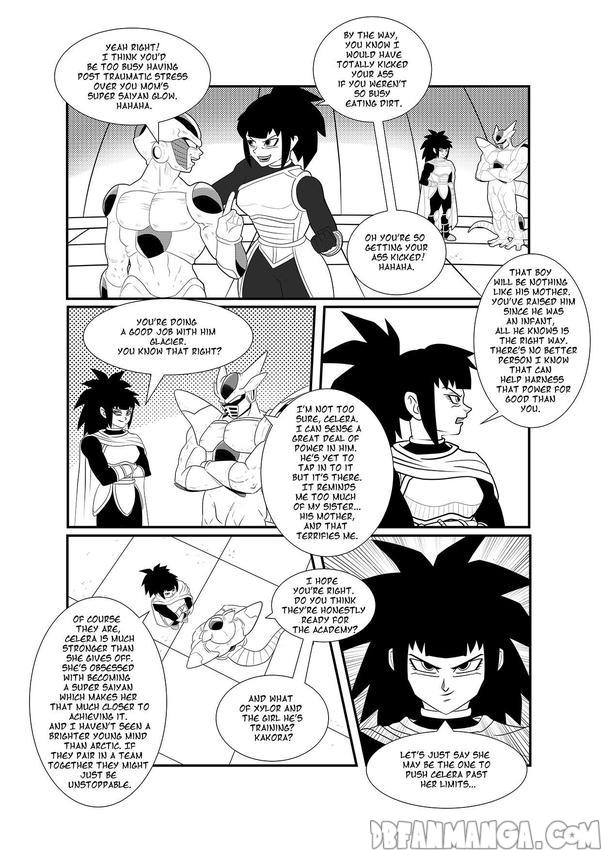 YEAH RIGHT!
I THINK YOU'D
BE TOO BUSY HAVING
POST TRAUMATIC STRESS
OVER YOU MOM'S
SUPER SAIYAN GLOW.
HAHAHA.
BY THE
WAY, YOU KNOW I
WOULD HAVE
TOTALLY KICKED
YOUR ASS
IF YOU WEREN'T
SO BUSY
EATING DIRT.
OH YOU'RE SO
GETTING YOUR
ASS KICKED!
HAHAHA.
YOU'RE DOING
A GOOD JOB WITH HIM
GLACIER.
YOU KNOW THAT RIGHT?
I'M NOT TOO
SURE, CELERA.
I CAN SENSE A
GREAT DEAL OF
POWER IN HIM.
HE'S YET TO
TAP IN TO IT
BUT IT'S THERE.
IT REMINDS
ME TOO MUCH
OF MY SISTER...
HIS MOTHER,
AND THAT
TERRIFIES ME.
THAT BOY
WILL BE NOTHING
LIKE HIS MOTHER.
YOU'VE RAISED HIM
SINCE HE WAS
AN INFANT,
ALL HE KNOWS IS
THE RIGHT WAY.
THERE'S NO BETTER
PERSON I KNOW
THAT CAN
HELP HARNESS
THAT POWER FOR
GOOD THAN
YOU.
I HOPE
YOU'RE RIGHT.
DO YOU THINK
THEY'RE HONESTLY
READY FOR
THE ACADEMY?
OF COURSE
THEY ARE,
CELERA IS MUCH
STRONGER THAN
SHE GIVES OFF.
SHE'S OBSESSED
WITH BECOMING
A SUPER SAIYAN
WHICH MAKES HER
THAT MUCH CLOSER TO
ACHIEVING IT.
AND I HAVEN'T SEEN A
BRIGHTER YOUNG MIND
THAN ARCTIC. IF
THEY PAIR IN A TEAM
TOGETHER THEY MIGHT
JUST BE
UNSTOPPABLE.
AND WHAT
OF XYLOR AND
THE GIRL HE'S
TRAINING?
KAKORA?
LET'S JUST SAY SHE
MAY BE THE ONE TO
PUSH CELERA PAST
HER LIMITS...
DBFANMANGA.COM